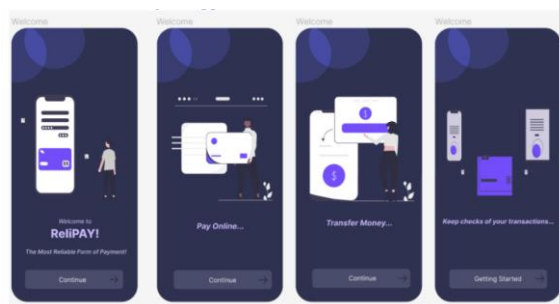 Welcome
Welcome to
ReliPAY!
The Most Reliable Form of Payment!
Continue
Welcome
Pay Online...
Continue
Welcome
$
$
Transfer Money...
Continue
Welcome
Keep checks of your transactions...
Getting Started